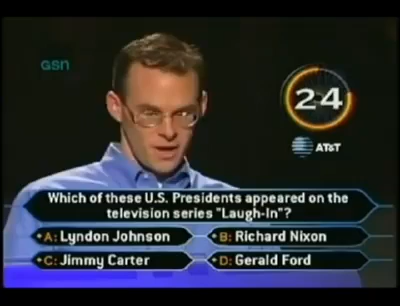 GSN
24
AT&T
Which of these U.S. Presidents appeared on the
television series "Laugh-In"?
A: Lyndon Johnson
B: Richard Nixon
C: Jimmy Carter
D: Gerald Ford